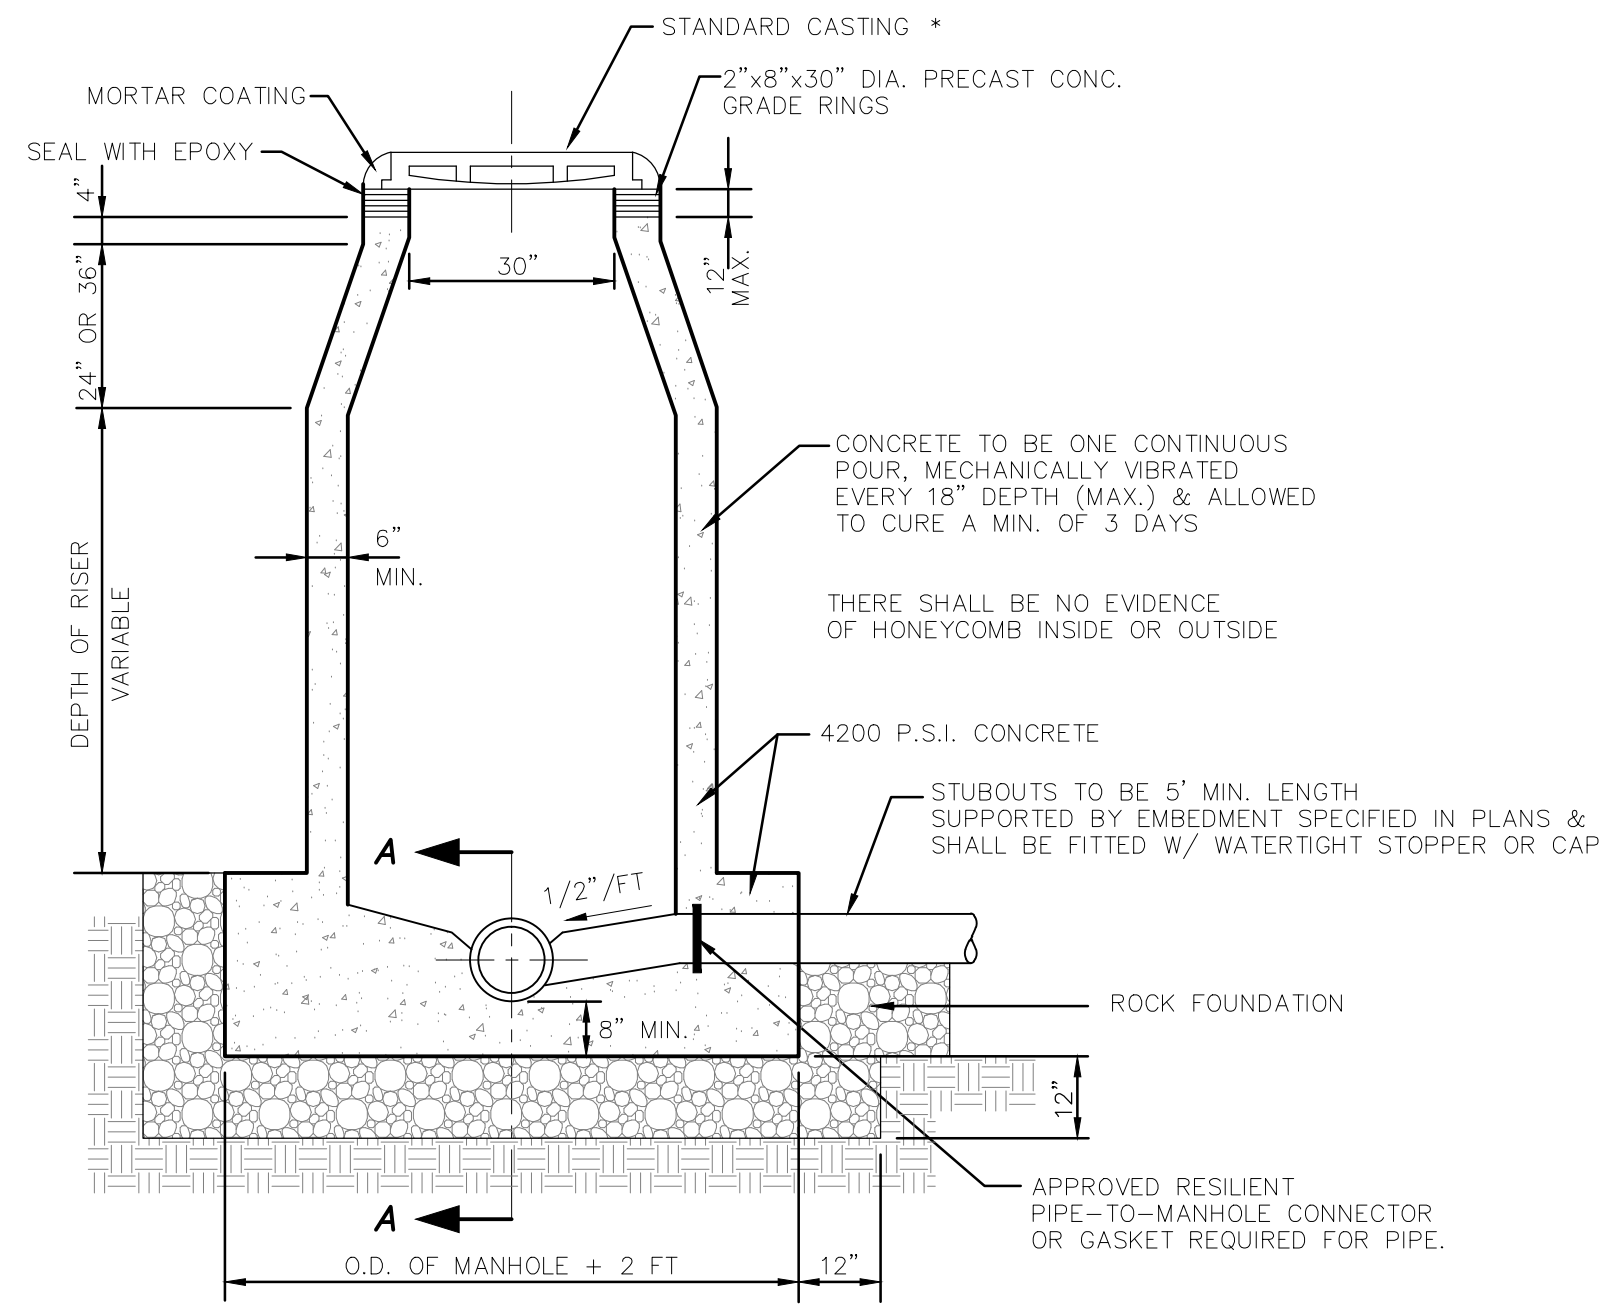 STANDARD CASTING *
2"x8"x30" DIA. PRECAST CONC.
GRADE RINGS
MORTAR COATING
SEAL WITH EPOXY
4"
30"
12"
MAX.
24" OR 36"
CONCRETE TO BE ONE CONTINUOUS
POUR, MECHANICALLY VIBRATED
EVERY 18" DEPTH (MAX.) & ALLOWED
TO CURE A MIN. OF 3 DAYS
6"
MIN.
THERE SHALL BE NO EVIDENCE
OF HONEYCOMB INSIDE OR OUTSIDE
DEPTH OF RISER
VARIABLE
4200 P.S.I. CONCRETE
STUBOUTS TO BE 5' MIN. LENGTH
SUPPORTED BY EMBEDMENT SPECIFIED IN PLANS &
SHALL BE FITTED W/ WATERTIGHT STOPPER OR CAP
A
1/2"/FT
ROCK FOUNDATION
8" MIN.
12"
APPROVED RESILIENT
PIPE-TO-MANHOLE CONNECTOR
OR GASKET REQUIRED FOR PIPE.
A
O.D. OF MANHOLE + 2 FT
12"